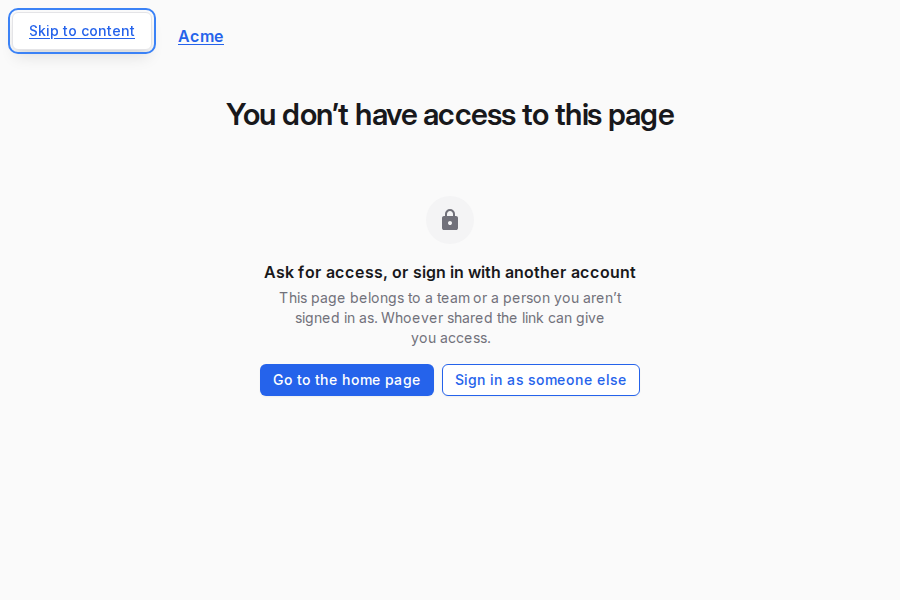 Skip to content
Acme
You don’t have access to this page
Ask for access, or sign in with another account
This page belongs to a team or a person you aren’t
signed in as. Whoever shared the link can give
you access.
Go to the home page
Sign in as someone else